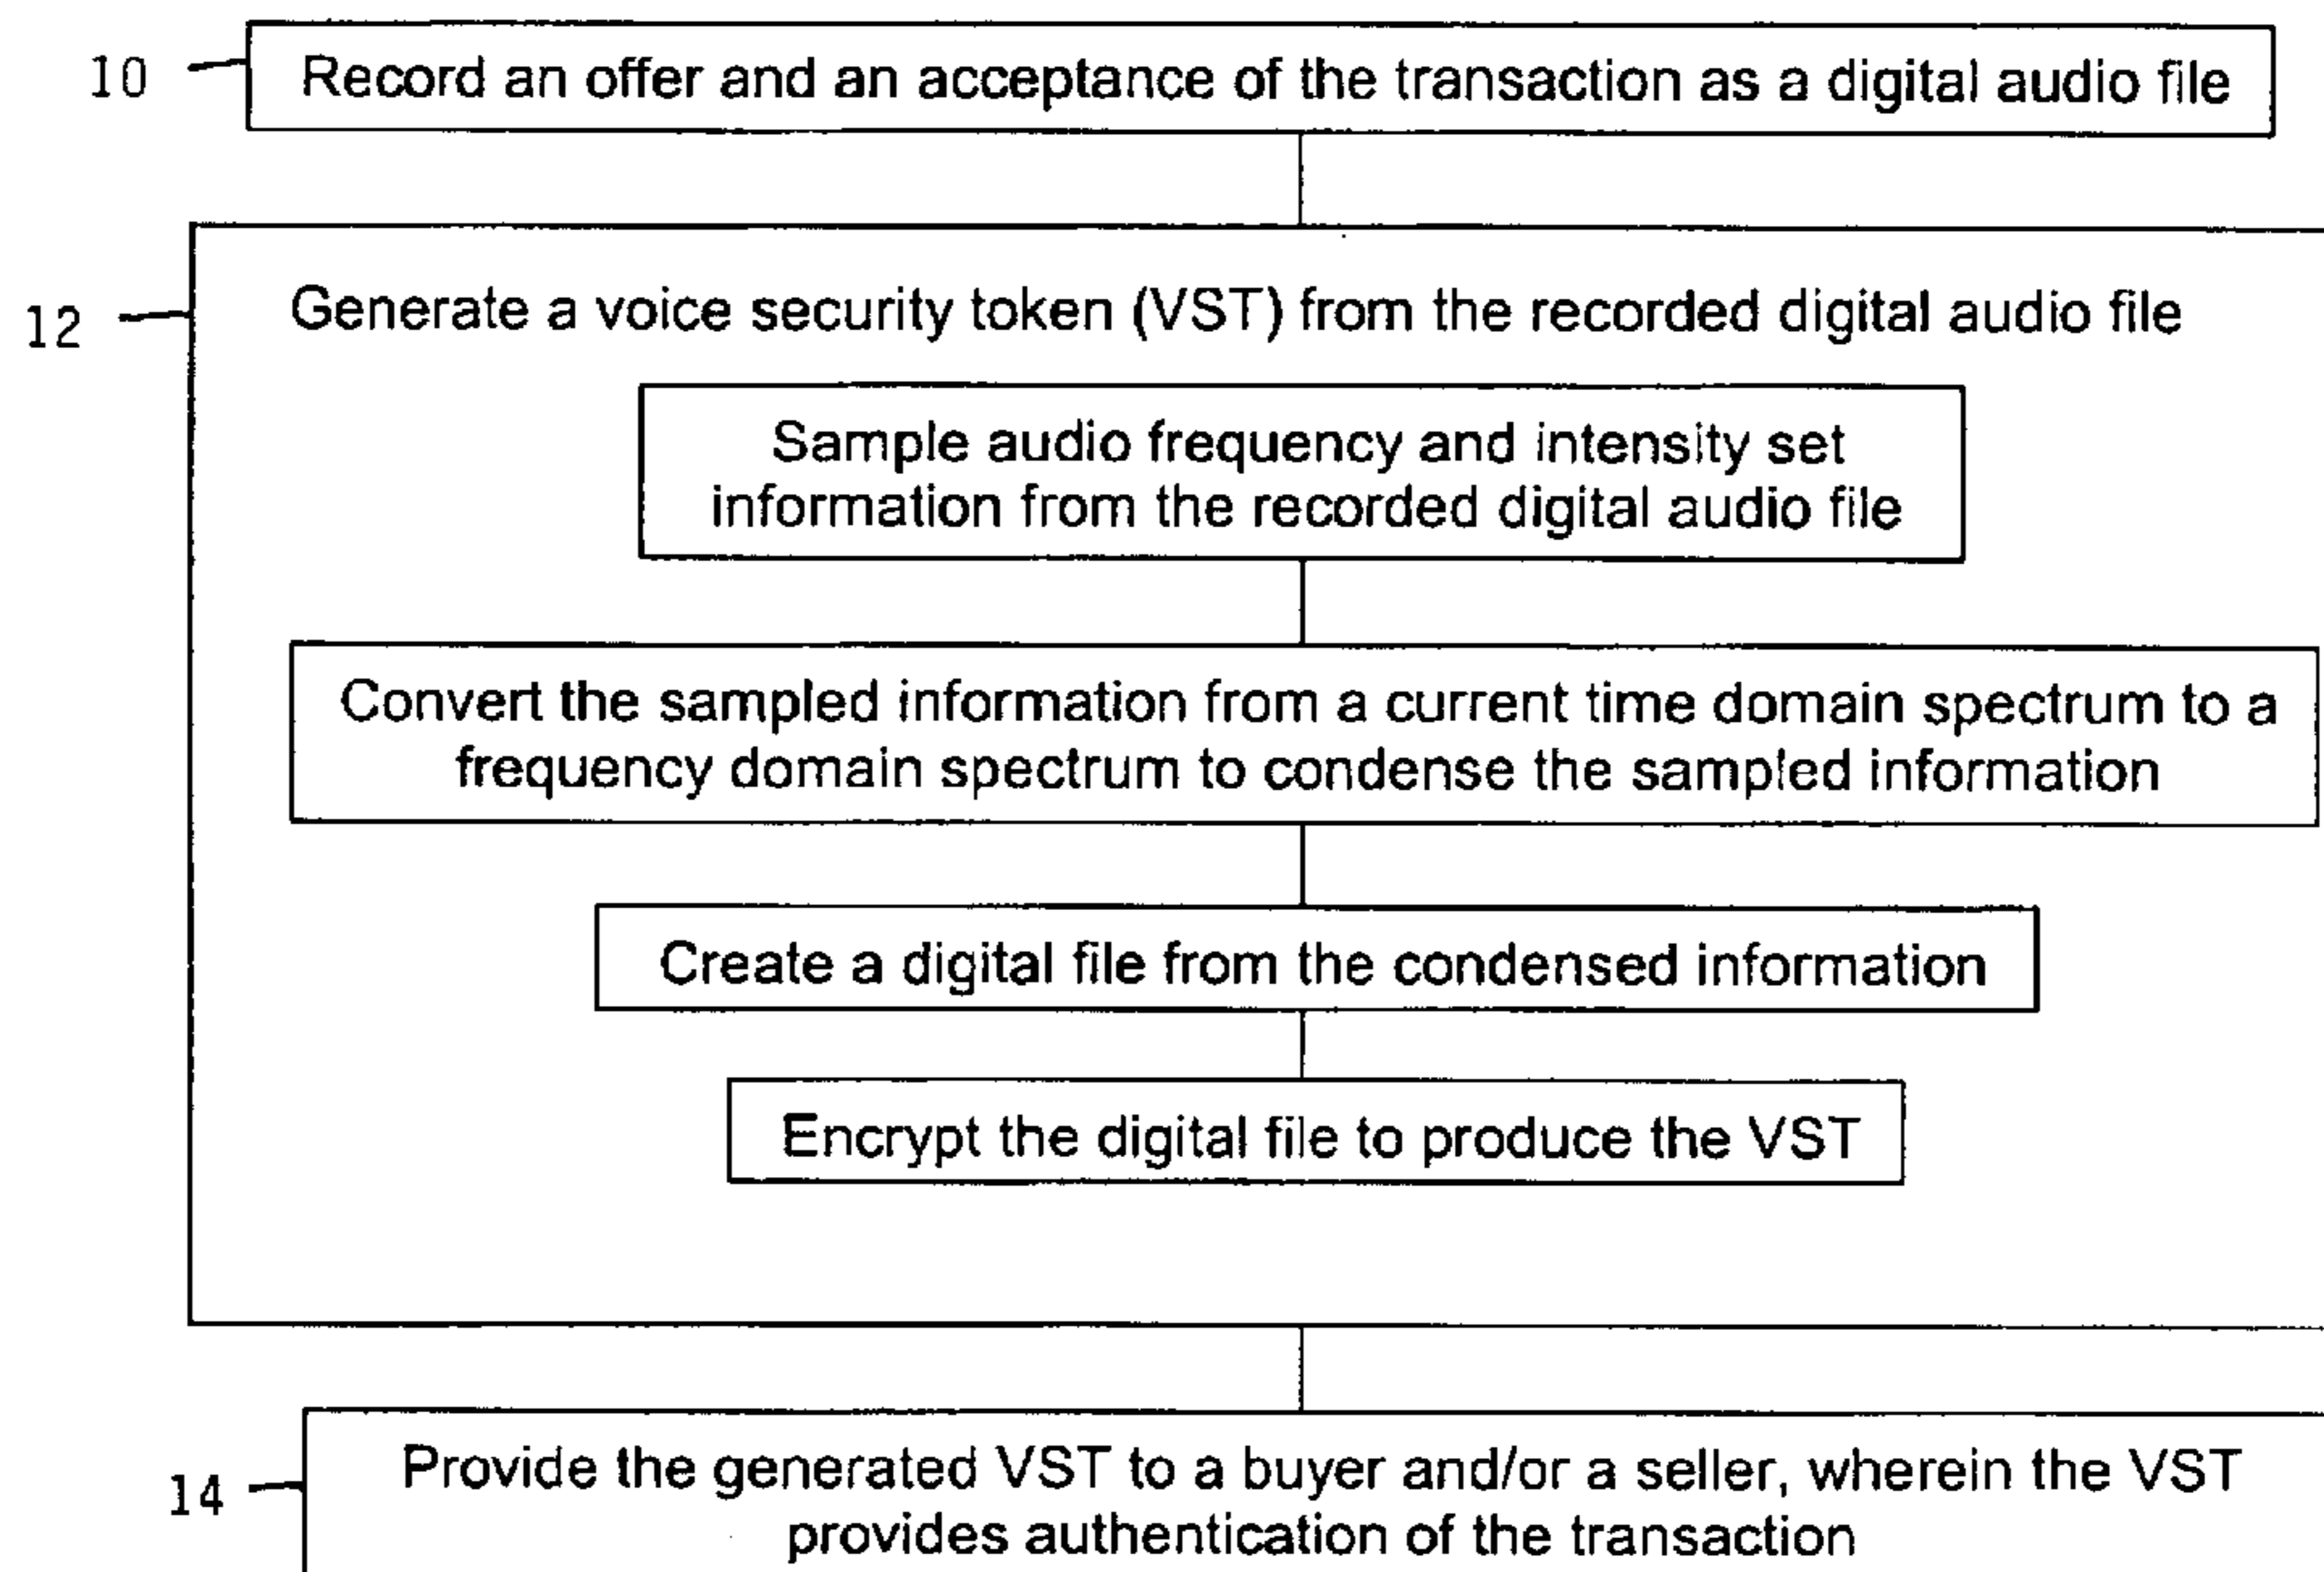 10
Record an offer and an acceptance of the transaction as a digital audio file
12
Generate a voice security token (VST) from the recorded digital audio file
Sample audio frequency and intensity set
information from the recorded digital audio file
Convert the sampled information from a current time domain spectrum to a
frequency domain spectrum to condense the sampled information
Create a digital file from the condensed information
Encrypt the digital file to produce the VST
14
Provide the generated VST to a buyer and/or a seller, wherein the VST
provides authentication of the transaction